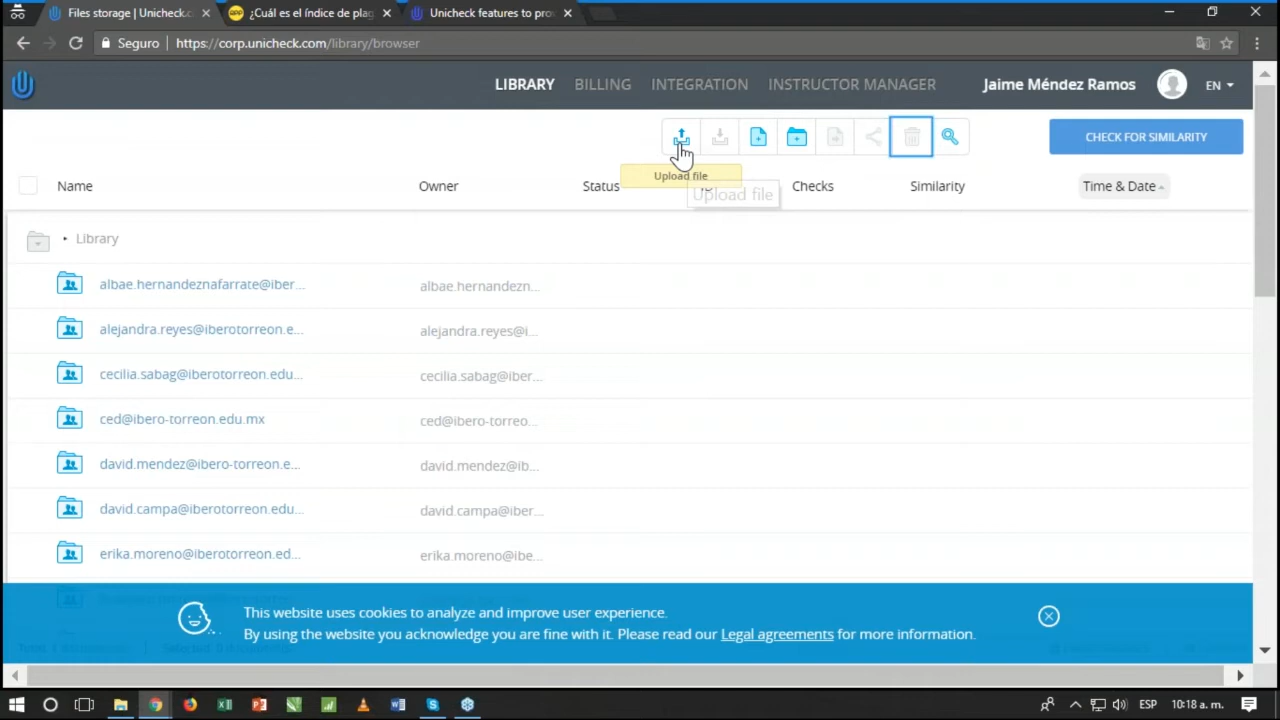 Files storage | Unicheck.c
¿Cuál es el índice de plag
Unicheck features to prov
Seguro
https://corp.unicheck.com/library/browser
LIBRARY
BILLING
INTEGRATION
INSTRUCTOR MANAGER
Jaime Méndez Ramos
EN
CHECK FOR SIMILARITY
Upload file
Upload file
Name
Owner
Status
Checks
Similarity
Time & Date
Library
albae.hernandeznafarrate@iber...
albae.hernandezn...
alejandra.reyes@iberotorreon.e...
alejandra.reyes@i...
cecilia.sabag@iberotorreon.edu...
cecilia.sabag@iber...
ced@ibero-torreon.edu.mx
ced@ibero-torreo...
david.mendez@ibero-torreon.e...
david.mendez@ib...
david.campa@iberotorreon.edu...
david.campa@iber...
erika.moreno@iberotorreon.ed...
erika.moreno@ibe...
This website uses cookies to analyze and improve user experience.
By using the website you acknowledge you are fine with it. Please read our Legal agreements for more information.
ESP
10:18 a. m.